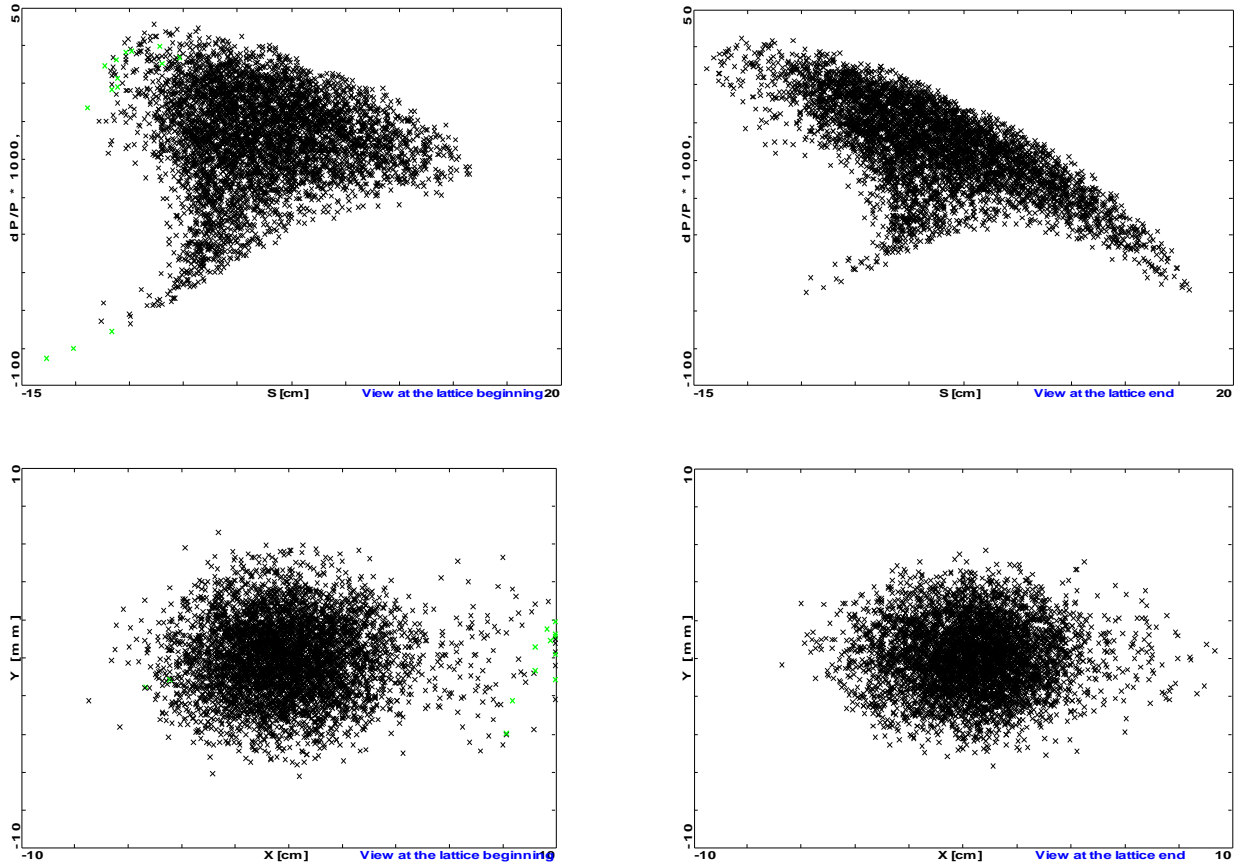 50
dP/P * 1000,
-100
-15
S [cm]
View at the lattice beginning
20
50
dP/P * 1000,
-100
-15
S [cm]
View at the lattice end
20
10
Y [mm]
-10
-10
X [cm]
View at the lattice beginning
10
10
Y [mm]
-10
-10
X [cm]
View at the lattice end
10